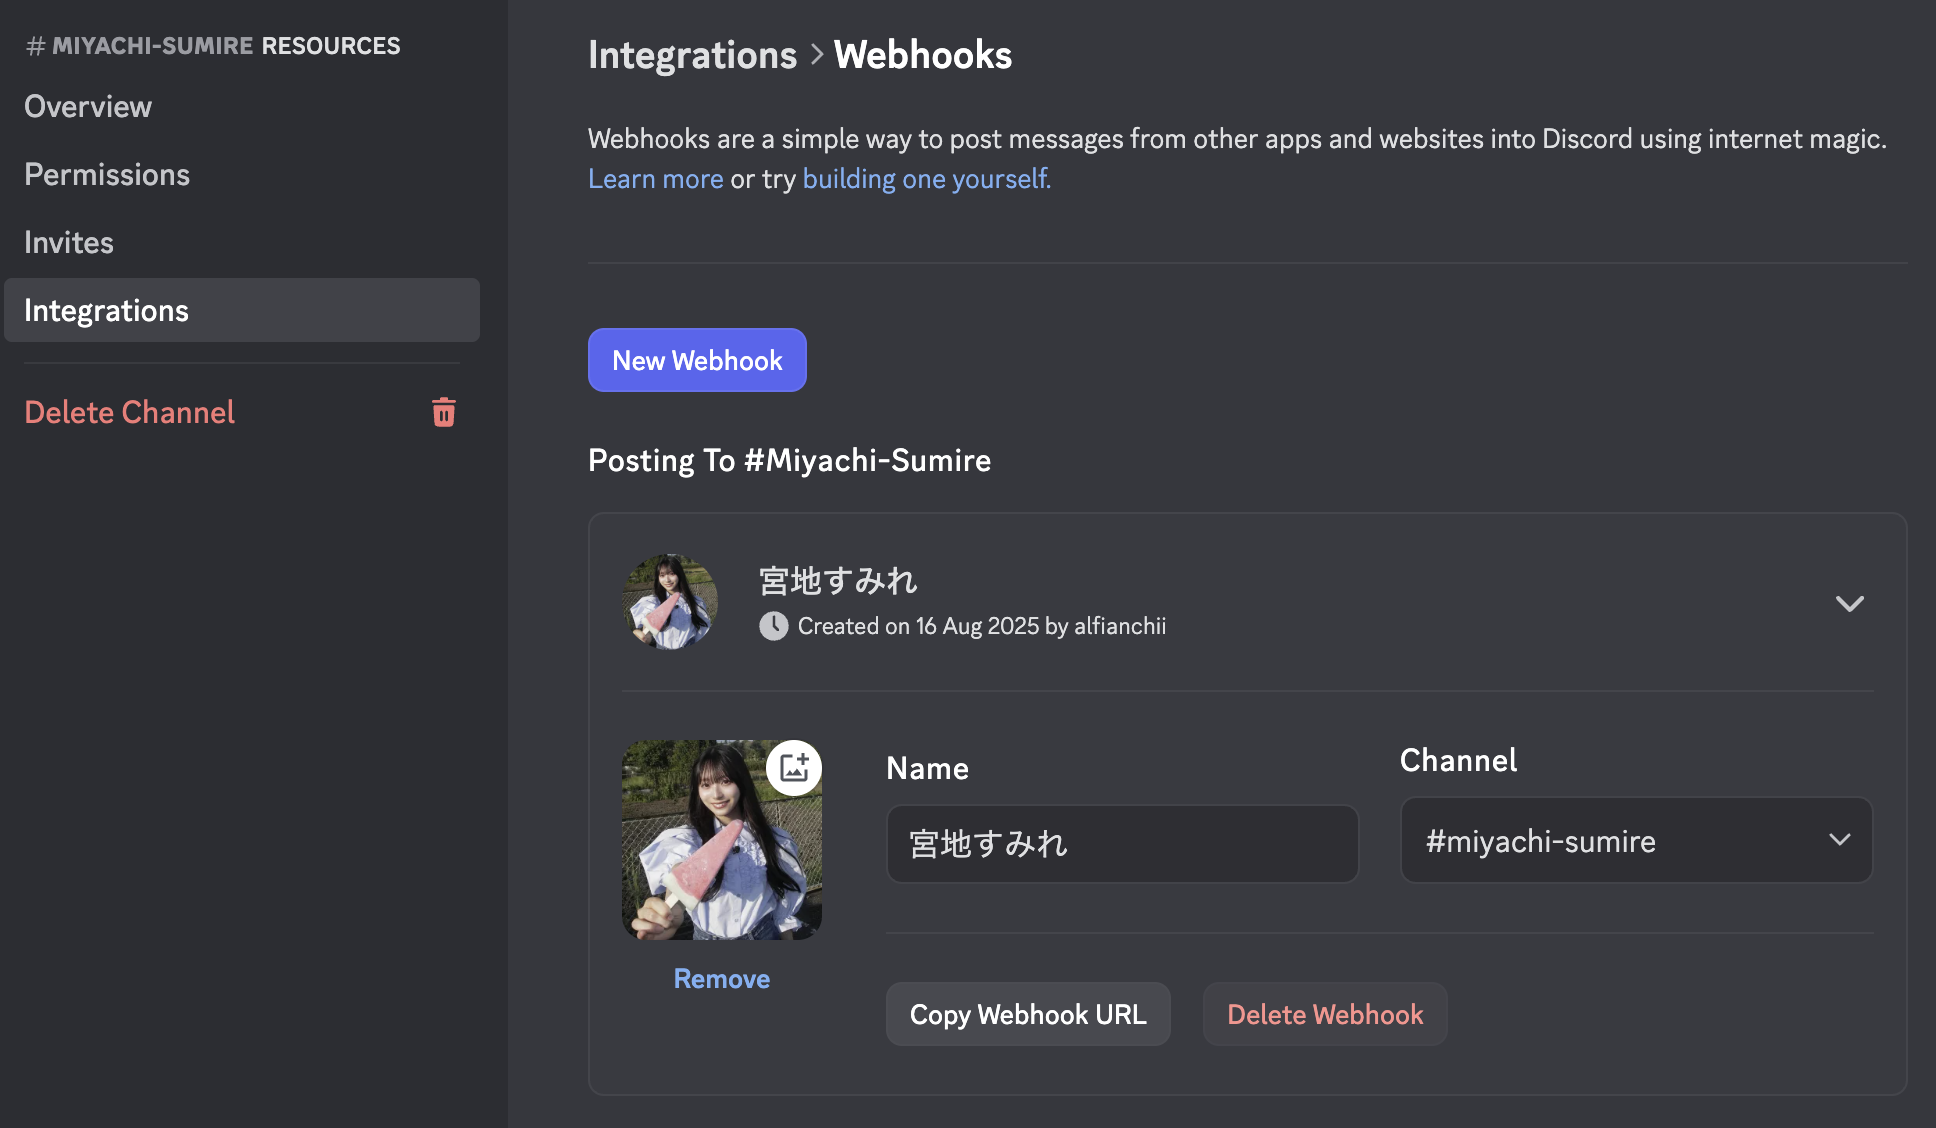 # MIYACHI-SUMIRE RESOURCES
Overview
Permissions
Invites
Integrations
Delete Channel
Integrations > Webhooks
Webhooks are a simple way to post messages from other apps and websites into Discord using internet magic.
Learn more or try building one yourself.
New Webhook
Posting To #Miyachi-Sumire
宮地すみれ
Created on 16 Aug 2025 by alfianchii
Remove
Name
宮地すみれ
Channel
#miyachi-sumire
Copy Webhook URL
Delete Webhook